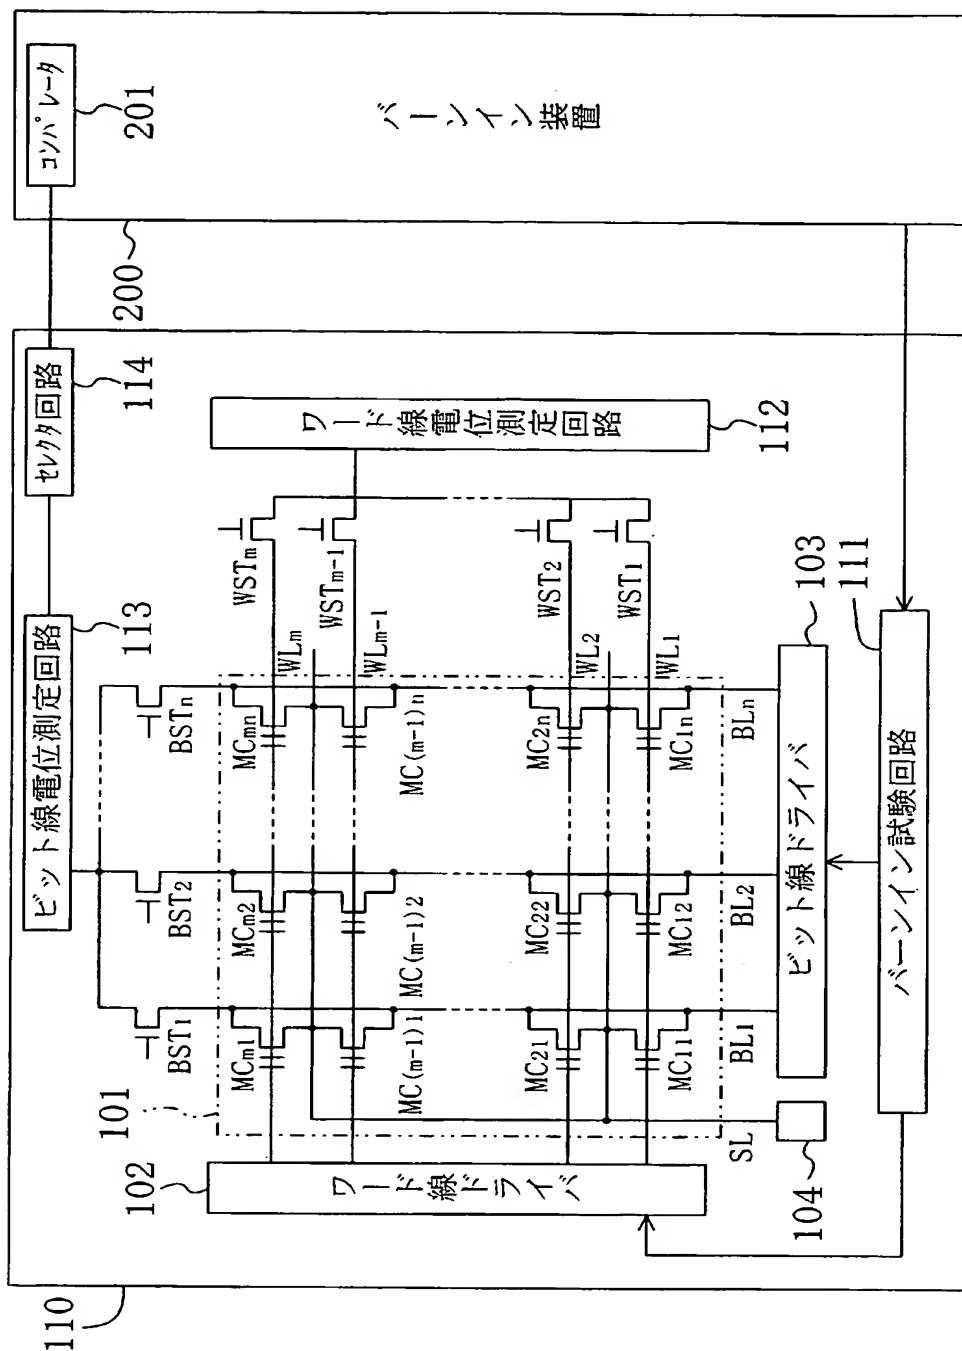 110
200
102
ワード線ドライバ
101
ビット線電位測定回路
113
セレクタ回路
114
コンパレータ
201
バーンイン装置
BST1
BST2
BSTn
MCm1
MCm2
MCmn
WLm
WSTm
MC(m-1)1
MC(m-1)2
MC(m-1)n
WLm-1
WSTm-1
MC21
MC22
MC2n
WL2
WST2
MC11
MC12
MC1n
WL1
WST1
ワード線電位測定回路
112
SL
BL1
BL2
BLn
104
ビット線ドライバ
103
バーンイン試験回路
111